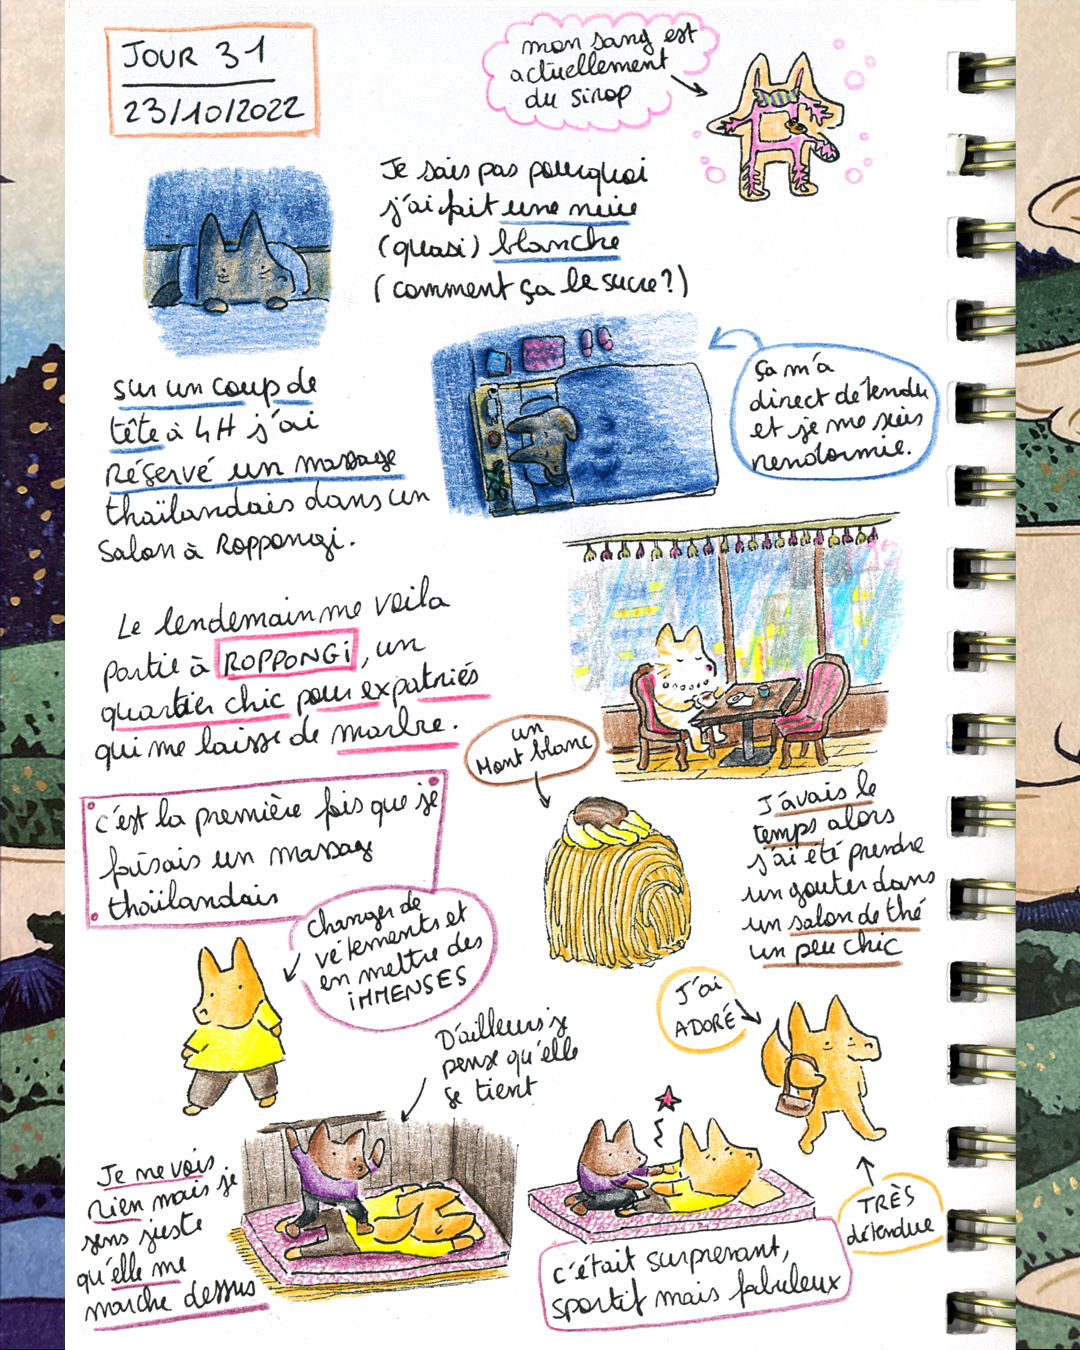 JOUR 31
23/10/2022
mon sang est
actuellement
du sirop
Je sais pas pourquoi
j'ai fait une nuit
(quasi) blanche
(comment ça le sucre?)
sur un coup de
tête à 4H j'ai
Réservé un massage
thaïlandais dans un
Salon à Roppongi.
ça m'a
direct détendu
et je me suis
rendormie.
Le lendemain me voila
partie à ROPPONGI, un
quartier chic pour expatriés
qui me laisse de marbre.
un
Mont blanc
J'avais le
temps alors
j'ai été prendre
un gouter dans
un salon de thé
un peu chic
c'est la première fois que je
faisais un massage
thaïlandais
changer de
vêtements et
en mettre des
iMMENSES
D'ailleurs je
pense qu'elle
se tient
J'ai
ADORÉ
Je ne vois
Rien mais je
sens juste
qu'elle me
marche dessus
c'était surprenant,
sportif mais fabuleux
TRÈS
détendue